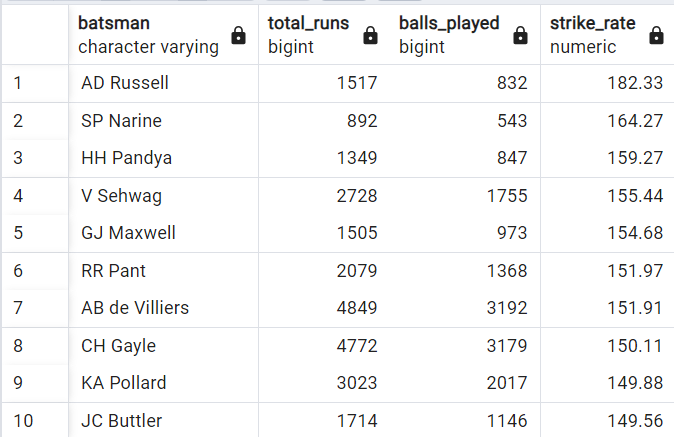 batsman total_runs balls_played strike_rate
character varying bigint bigint numeric
1 AD Russell 1517 832 182.33
2 SP Narine 892 543 164.27
3 HH Pandya 1349 847 159.27
4 V Sehwag 2728 1755 155.44
5 GJ Maxwell 1505 973 154.68
6 RR Pant 2079 1368 151.97
7 AB de Villiers 4849 3192 151.91
8 CH Gayle 4772 3179 150.11
9 KA Pollard 3023 2017 149.88
10 JC Buttler 1714 1146 149.56